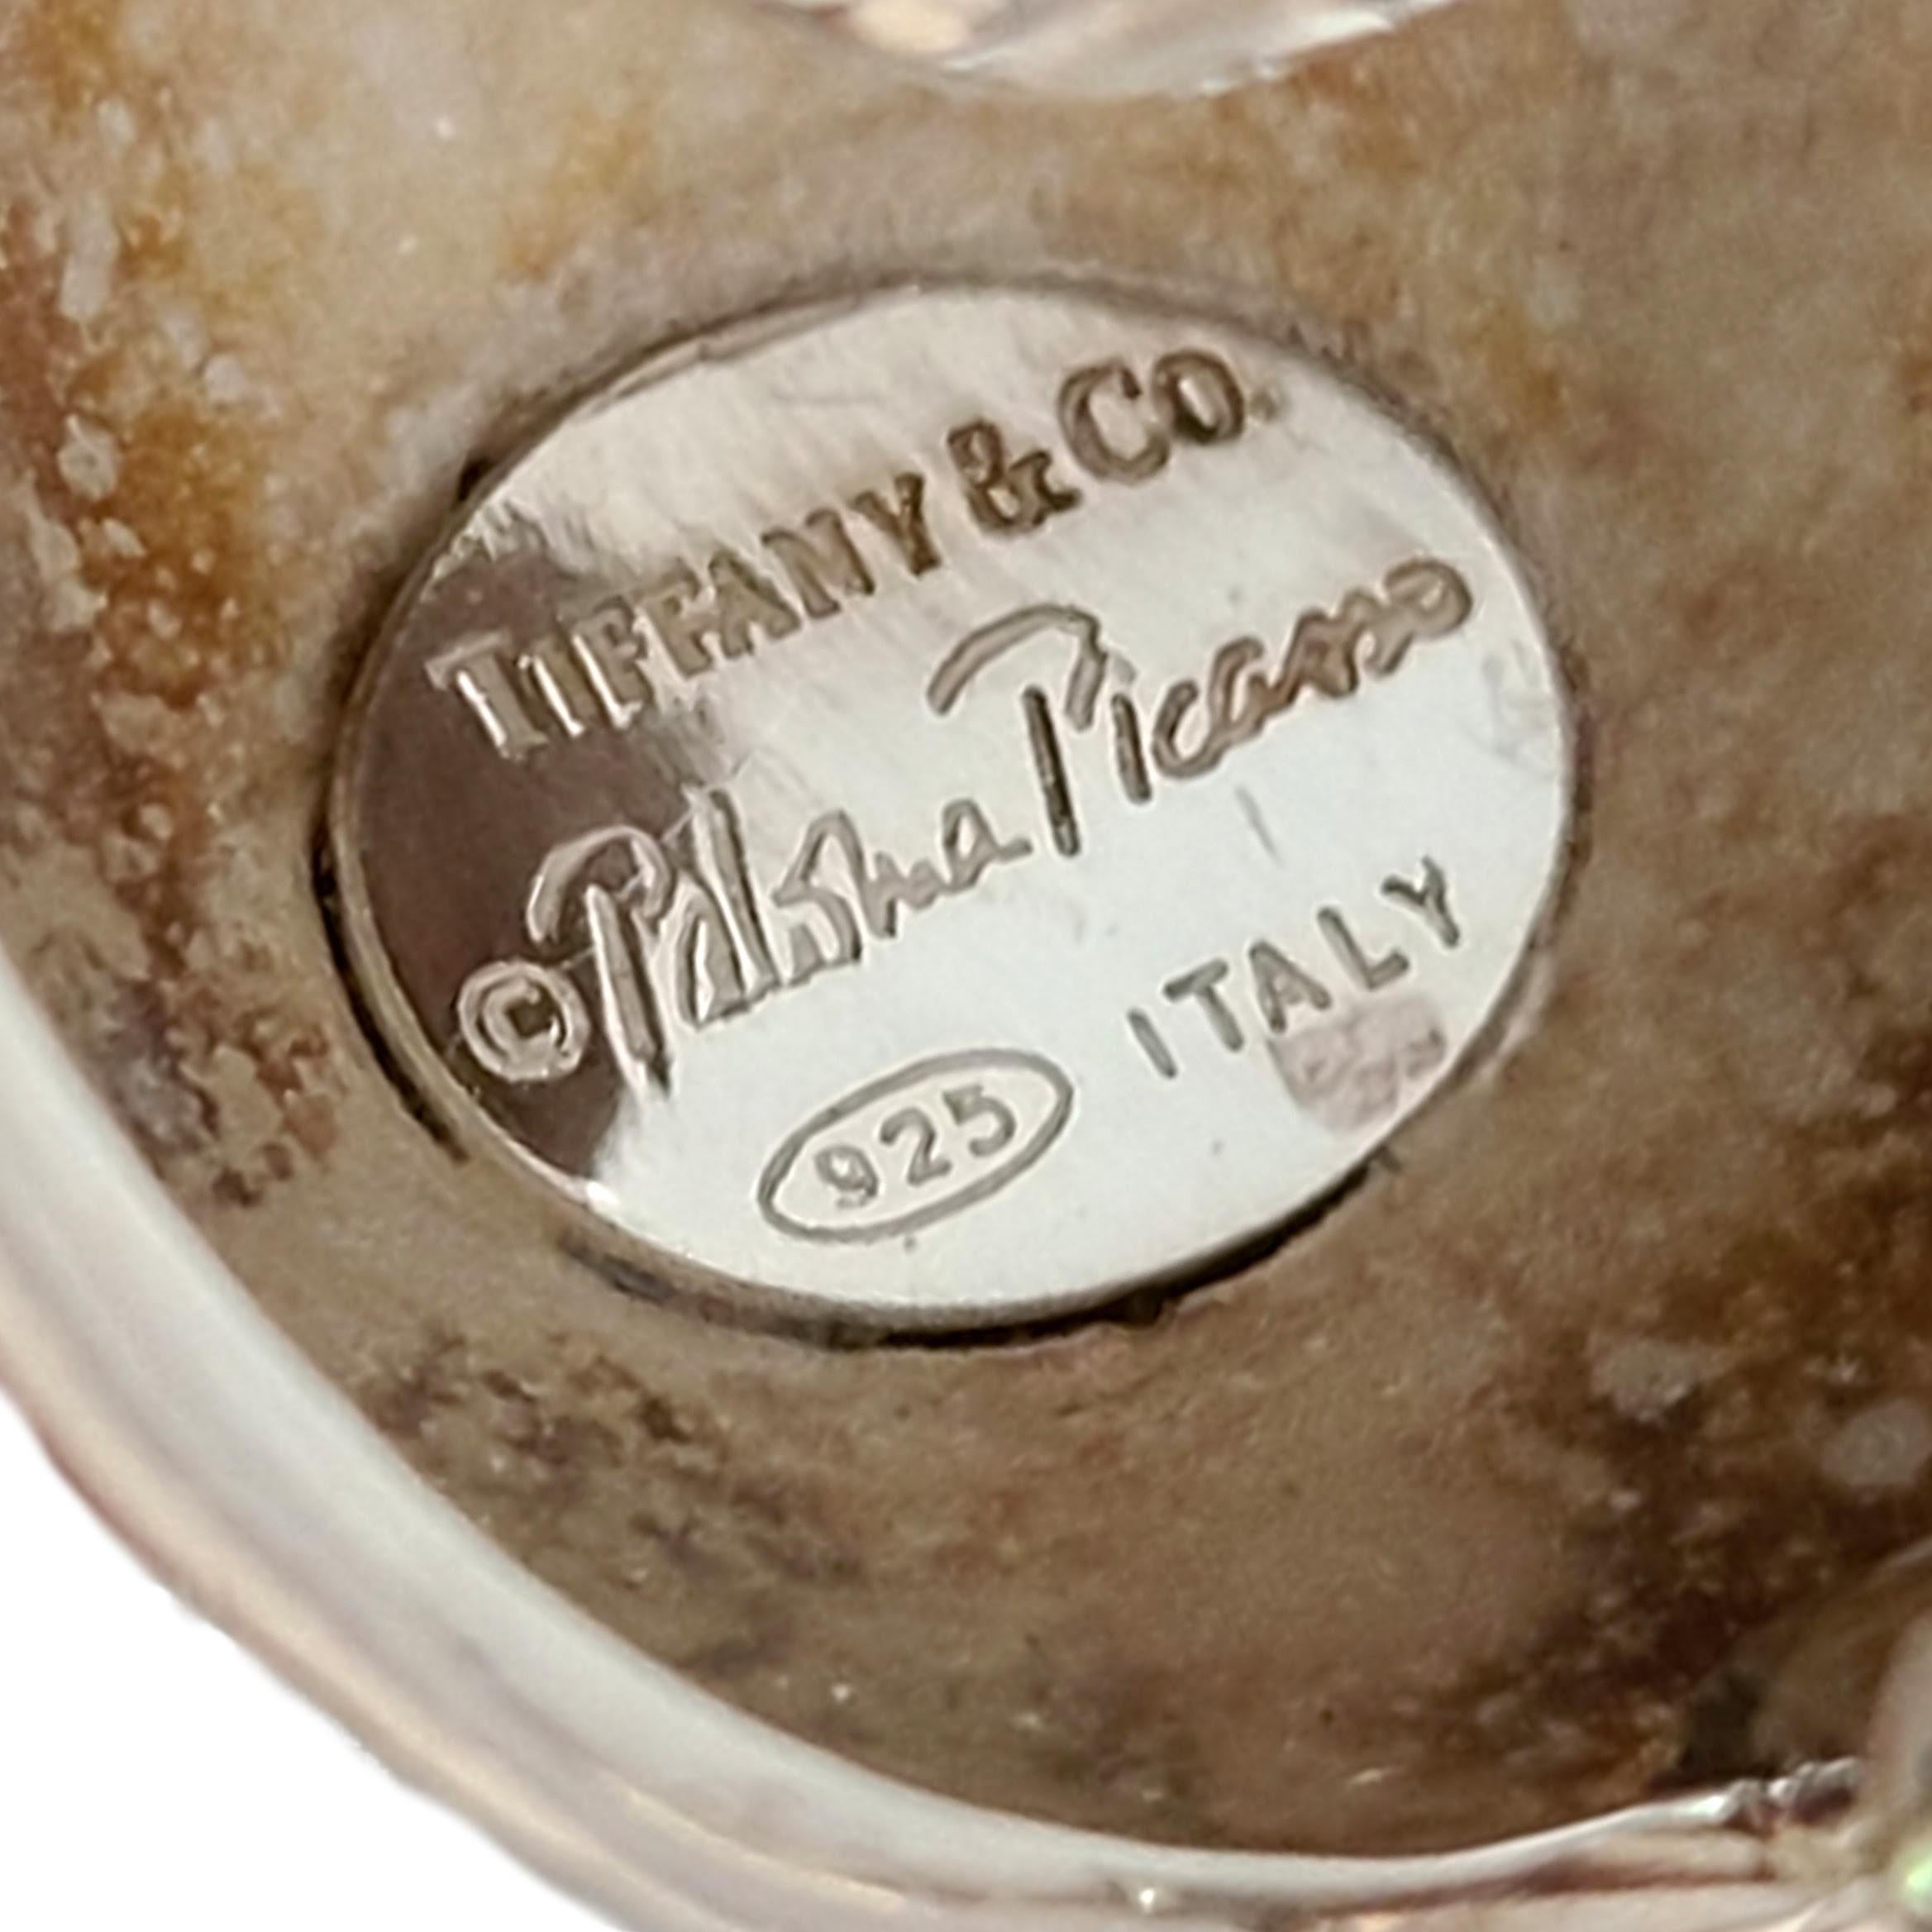 TIFFANY & CO.
© Paloma Picasso
925 ITALY